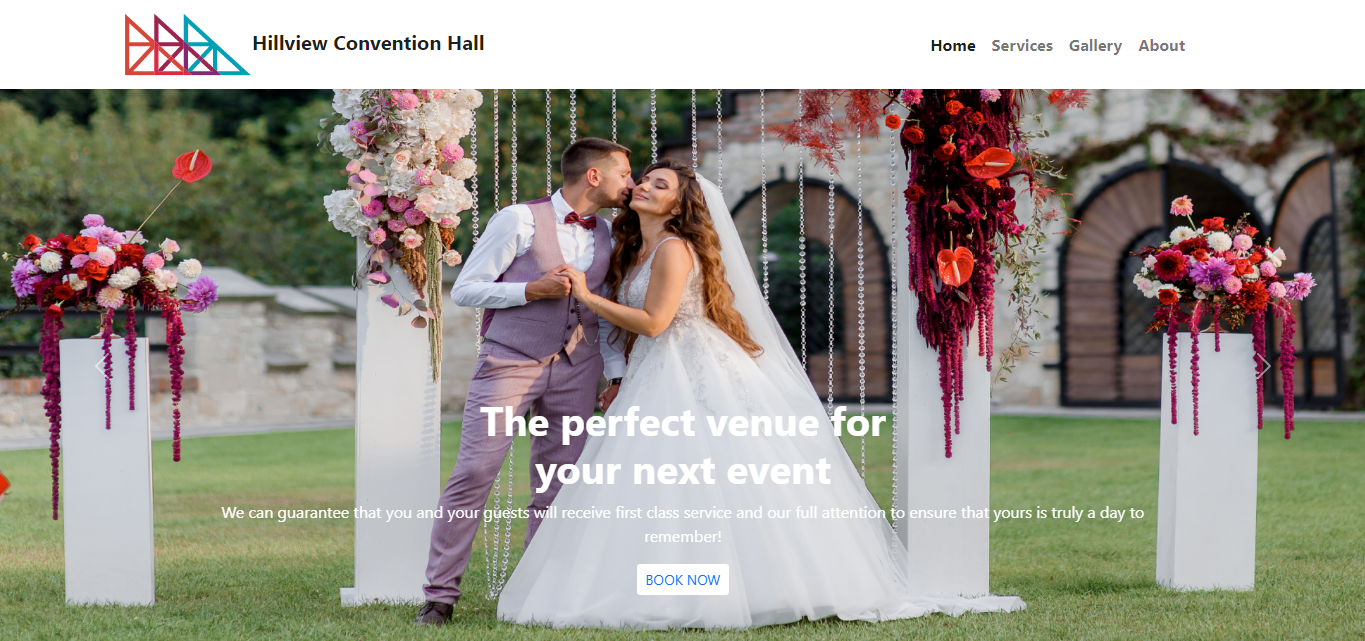 Hillview Convention Hall
Home Services Gallery About
The perfect venue for
your next event
We can guarantee that you and your guests will receive first class service and our full attention to ensure that yours is truly a day to
remember!
BOOK NOW